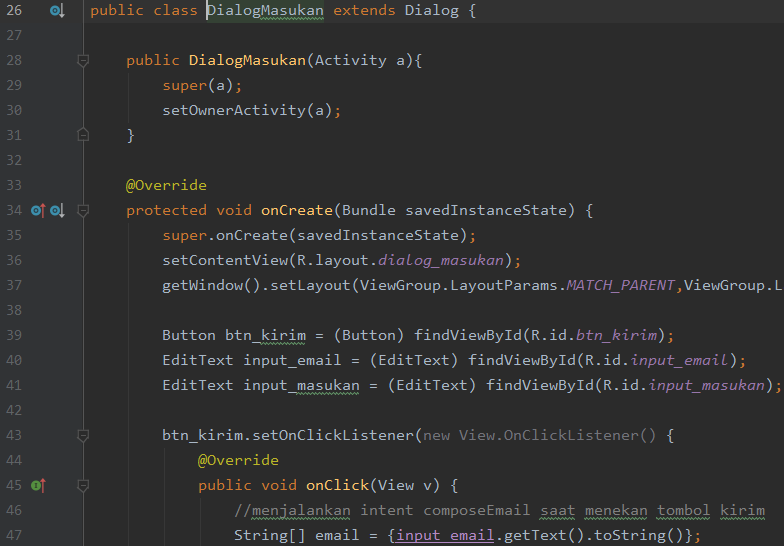 26 public class DialogMasukan extends Dialog {
27
28 public DialogMasukan(Activity a){
29 super(a);
30 setOwnerActivity(a);
31 }
32
33 @Override
34 protected void onCreate(Bundle savedInstanceState) {
35 super.onCreate(savedInstanceState);
36 setContentView(R.layout.dialog_masukan);
37 getWindow().setLayout(ViewGroup.LayoutParams.MATCH_PARENT,ViewGroup.L
38
39 Button btn_kirim = (Button) findViewById(R.id.btn_kirim);
40 EditText input_email = (EditText) findViewById(R.id.input_email);
41 EditText input_masukan = (EditText) findViewById(R.id.input_masukan);
42
43 btn_kirim.setOnClickListener(new View.OnClickListener() {
44 @Override
45 public void onClick(View v) {
46 //menjalankan intent composeEmail saat menekan tombol kirim
47 String[] email = {input_email.getText().toString()};